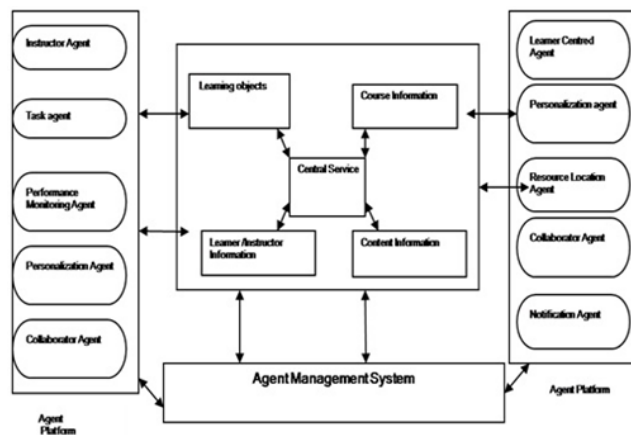 Instructor Agent
Task agent
Performance
Monitoring Agent
Personalization Agent
Collaborator Agent
Agent
Platform
Learning objects
Course Information
Central Service
Learner /Instructor
Information
Content Information
Agent Management System
Learner Centred
Agent
Personalization agent
Resource Location
Agent
Collaborator Agent
Notification Agent
Agent Platform